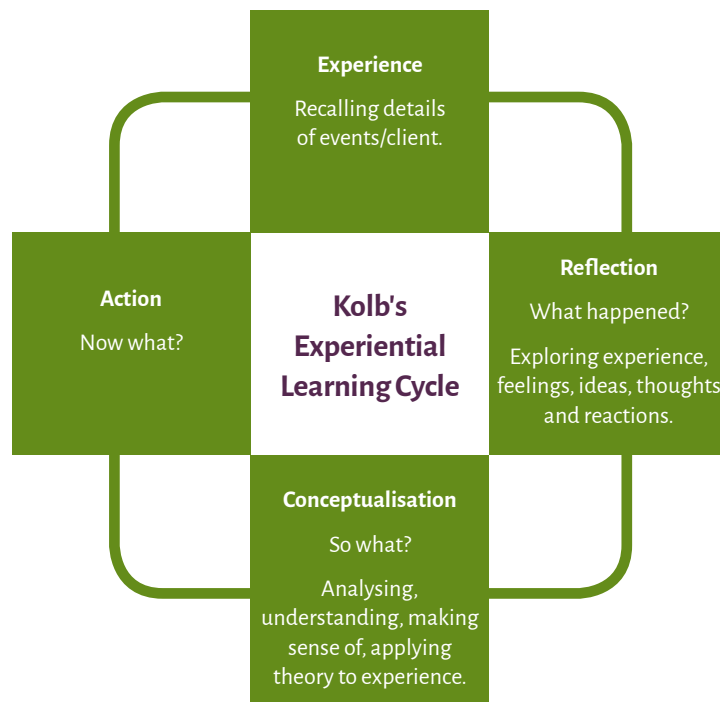 Experience
Recalling details
of events/client.
Action
Now what?
Kolb's
Experiential
Learning Cycle
Reflection
What happened?
Exploring experience,
feelings, ideas, thoughts
and reactions.
Conceptualisation
So what?
Analysing,
understanding, making
sense of, applying
theory to experience.